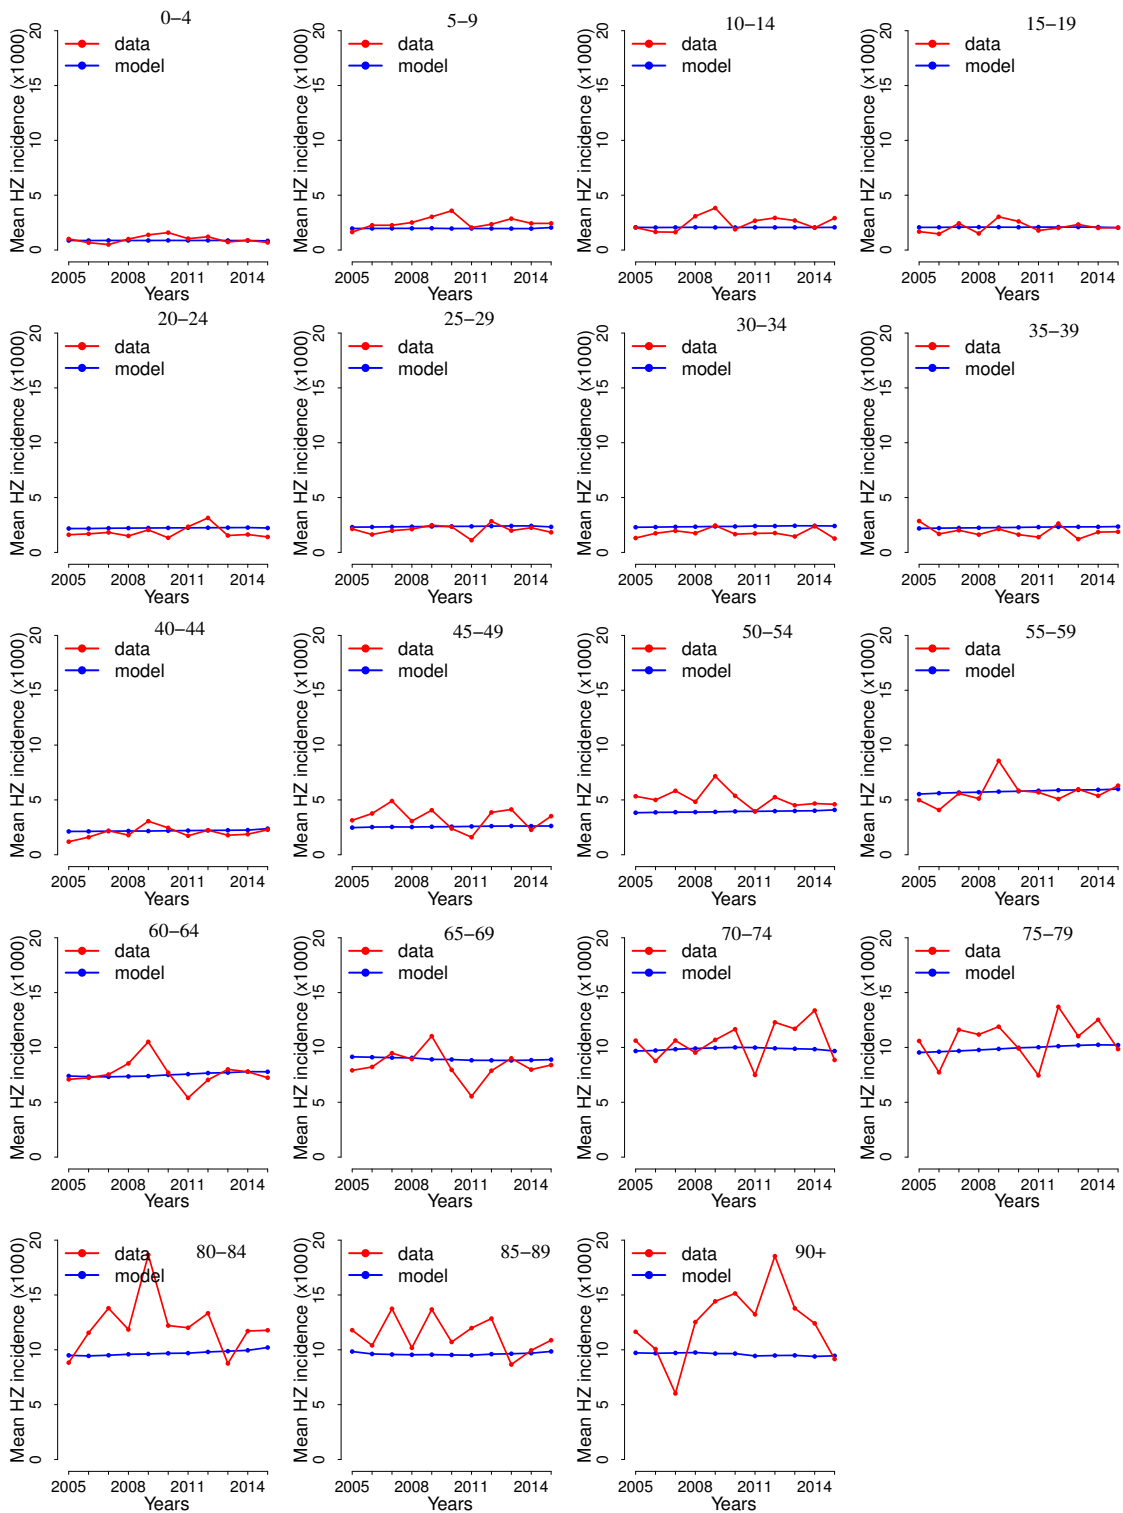 0–4
Mean HZ incidence (x1000)
data
model
0 5 10 15 20
2005 2008 2011 2014
Years
5–9
Mean HZ incidence (x1000)
data
model
0 5 10 15 20
2005 2008 2011 2014
Years
10–14
Mean HZ incidence (x1000)
data
model
0 5 10 15 20
2005 2008 2011 2014
Years
15–19
Mean HZ incidence (x1000)
data
model
0 5 10 15 20
2005 2008 2011 2014
Years
20–24
Mean HZ incidence (x1000)
data
model
0 5 10 15 20
2005 2008 2011 2014
Years
25–29
Mean HZ incidence (x1000)
data
model
0 5 10 15 20
2005 2008 2011 2014
Years
30–34
Mean HZ incidence (x1000)
data
model
0 5 10 15 20
2005 2008 2011 2014
Years
35–39
Mean HZ incidence (x1000)
data
model
0 5 10 15 20
2005 2008 2011 2014
Years
40–44
Mean HZ incidence (x1000)
data
model
0 5 10 15 20
2005 2008 2011 2014
Years
45–49
Mean HZ incidence (x1000)
data
model
0 5 10 15 20
2005 2008 2011 2014
Years
50–54
Mean HZ incidence (x1000)
data
model
0 5 10 15 20
2005 2008 2011 2014
Years
55–59
Mean HZ incidence (x1000)
data
model
0 5 10 15 20
2005 2008 2011 2014
Years
60–64
Mean HZ incidence (x1000)
data
model
0 5 10 15 20
2005 2008 2011 2014
Years
65–69
Mean HZ incidence (x1000)
data
model
0 5 10 15 20
2005 2008 2011 2014
Years
70–74
Mean HZ incidence (x1000)
data
model
0 5 10 15 20
2005 2008 2011 2014
Years
75–79
Mean HZ incidence (x1000)
data
model
0 5 10 15 20
2005 2008 2011 2014
Years
80–84
Mean HZ incidence (x1000)
data
model
0 5 10 15 20
2005 2008 2011 2014
Years
85–89
Mean HZ incidence (x1000)
data
model
0 5 10 15 20
2005 2008 2011 2014
Years
90+
Mean HZ incidence (x1000)
data
model
0 5 10 15 20
2005 2008 2011 2014
Years